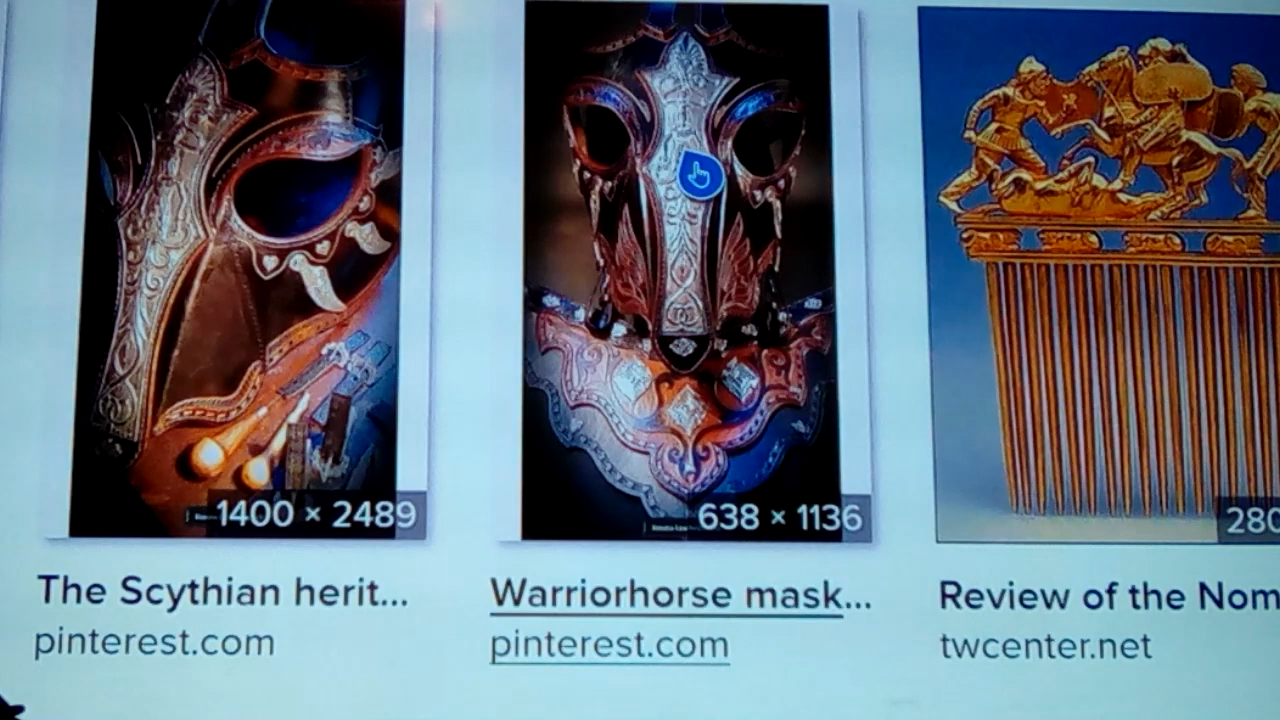 1400 × 2489
638 × 1136
280
The Scythian herit...
pinterest.com
Warriorhorse mask...
pinterest.com
Review of the Nom
twcenter.net